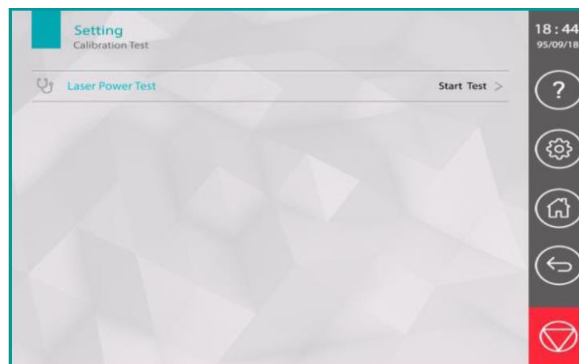 Setting
Calibration Test
Laser Power Test
Start Test >
18 : 44
95/09/18
?